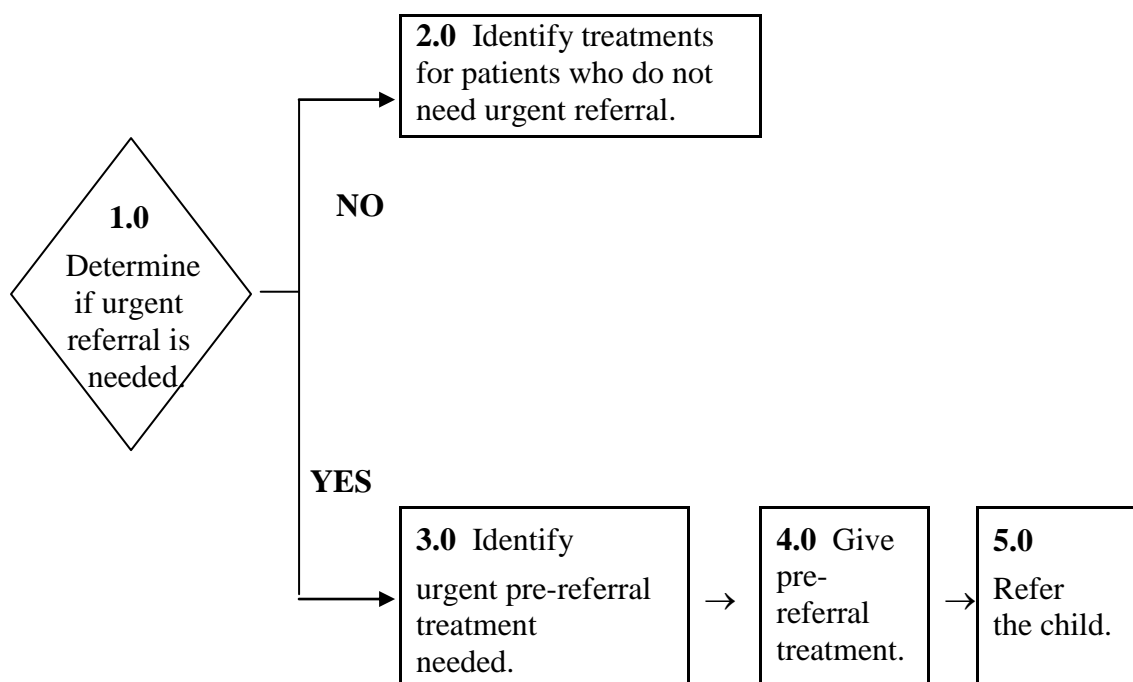 2.0 Identify treatments
for patients who do not
need urgent referral.
1.0
Determine
if urgent
referral is
needed.
NO
YES
3.0 Identify
urgent pre-referral
treatment
needed.
→
4.0 Give
pre-
referral
treatment.
→
5.0
Refer
the child.